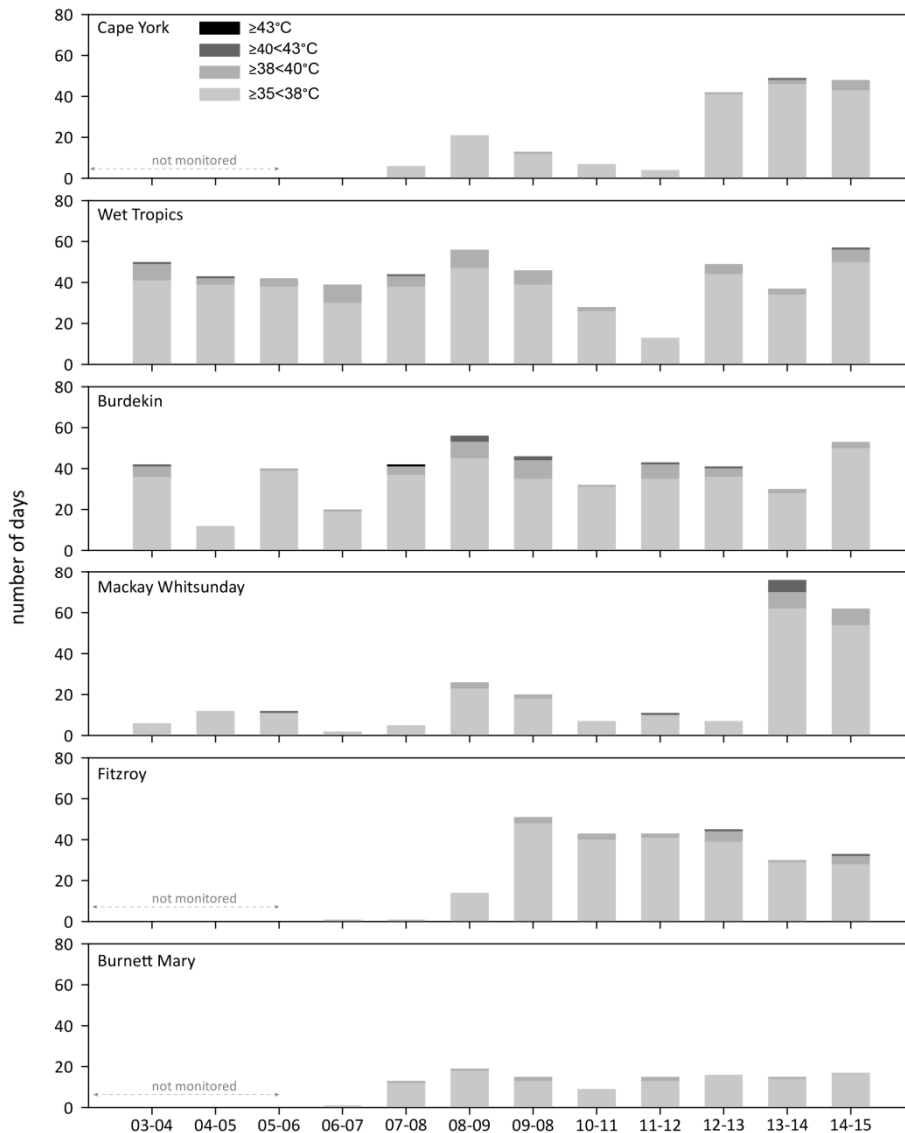 number of days
80
60
40
20
0
Cape York
≥43°C
≥40<43°C
≥38<40°C
≥35<38°C
not monitored
80
60
40
20
0
Wet Tropics
80
60
40
20
0
Burdekin
80
60
40
20
0
Mackay Whitsunday
80
60
40
20
0
Fitzroy
not monitored
80
60
40
20
0
Burnett Mary
not monitored
03-04 04-05 05-06 06-07 07-08 08-09 09-08 10-11 11-12 12-13 13-14 14-15